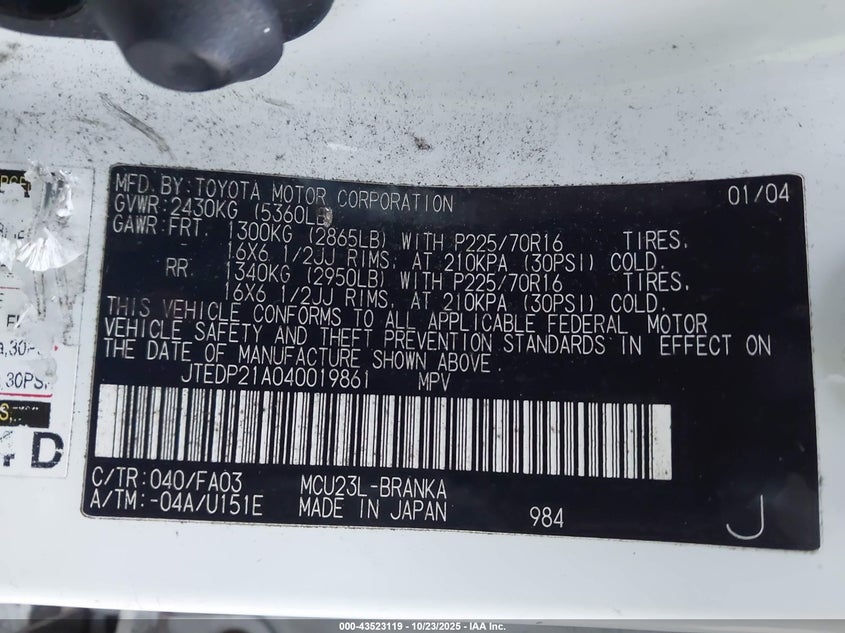 MFD. BY: TOYOTA MOTOR CORPORATION 01/04
GVWR: 2430KG (5360LB)
GAWR: FRT. 1300KG (2865LB) WITH P225/70R16 TIRES,
16X6 1/2JJ RIMS, AT 210KPA (30PSI) COLD.
RR. 1340KG (2950LB) WITH P225/70R16 TIRES,
16X6 1/2JJ RIMS, AT 210KPA (30PSI) COLD.
THIS VEHICLE CONFORMS TO ALL APPLICABLE FEDERAL MOTOR
VEHICLE SAFETY AND THEFT PREVENTION STANDARDS IN EFFECT ON
THE DATE OF MANUFACTURE SHOWN ABOVE.
JTEDP21A040019861 MPV
C/TR: 040/FA03 MCU23L-BRANKA
A/TM: -04A/U151E MADE IN JAPAN 984 J
30PSI
D
000-43523119 - 10/23/2025 - IAA Inc.